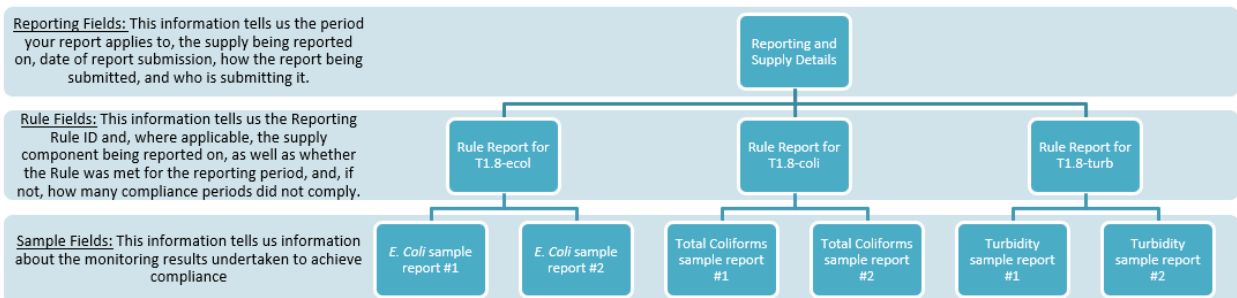 Reporting Fields: This information tells us the period
your report applies to, the supply being reported
on, date of report submission, how the report being
submitted, and who is submitting it.
Reporting and
Supply Details
Rule Fields: This information tells us the Reporting
Rule ID and, where applicable, the supply
component being reported on, as well as whether
the Rule was met for the reporting period, and, if
not, how many compliance periods did not comply.
Rule Report for
T1.8-ecol
Rule Report for
T1.8-coli
Rule Report for
T1.8-turb
Sample Fields: This information tells us information
about the monitoring results undertaken to achieve
compliance
E. Coli sample
report #1
E. Coli sample
report #2
Total Coliforms
sample report
#1
Total Coliforms
sample report
#2
Turbidity
sample report
#1
Turbidity
sample report
#2